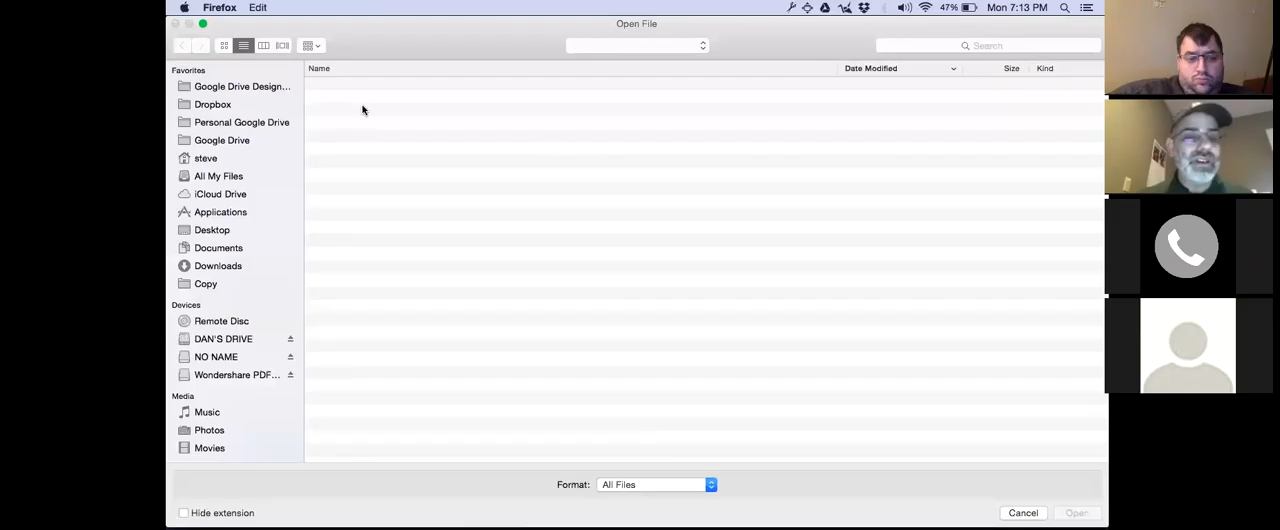 Firefox Edit 47% Mon 7:13 PM
Open File
Search
Favorites
Name Date Modified Size Kind
Google Drive Design...
Dropbox
Personal Google Drive
Google Drive
steve
All My Files
iCloud Drive
Applications
Desktop
Documents
Downloads
Copy
Devices
Remote Disc
DAN'S DRIVE
NO NAME
Wondershare PDF...
Media
Music
Photos
Movies
Format: All Files
Hide extension Cancel Open